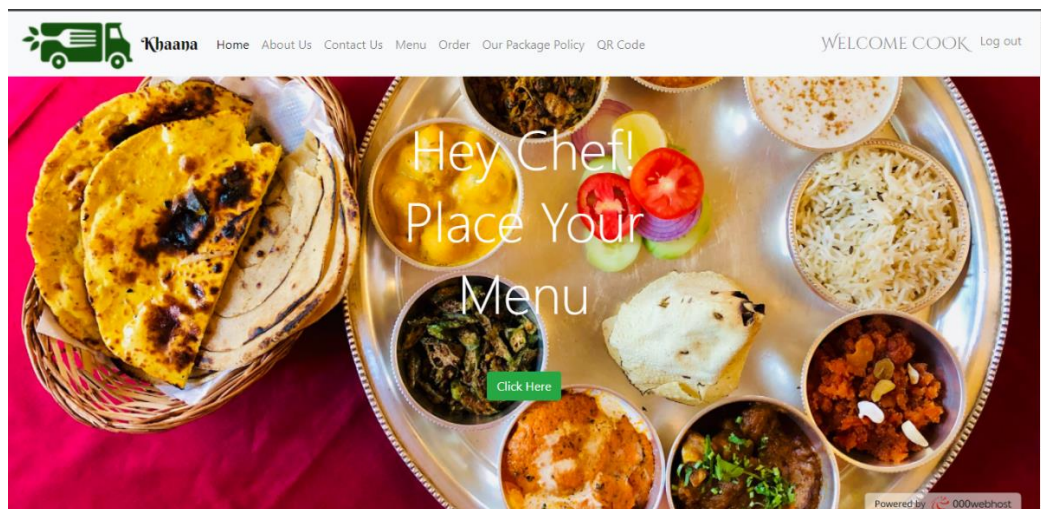 Khaana Home About Us Contact Us Menu Order Our Package Policy QR Code WELCOME COOK Log out
Hey Chef!
Place Your
Menu
Click Here
Powered by 000webhost